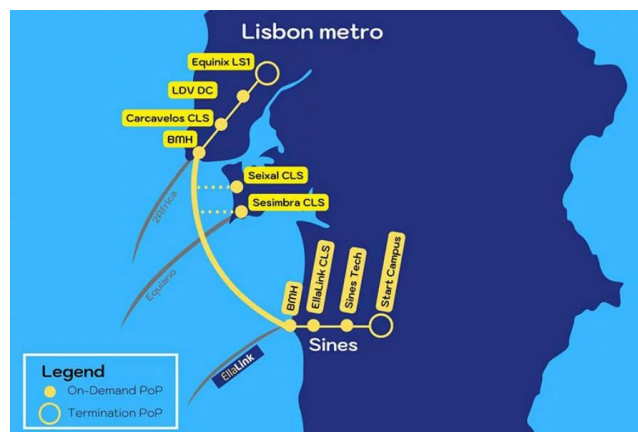 Lisbon metro
Equinix LS1
LDV DC
Carcavelos CLS
BMH
Seixal CLS
Sesimbra CLS
2Africa
Equiano
BMH
EllaLink CLS
Sines Tech
Start Campus
Sines
EllaLink
Legend
On-Demand PoP
Termination PoP